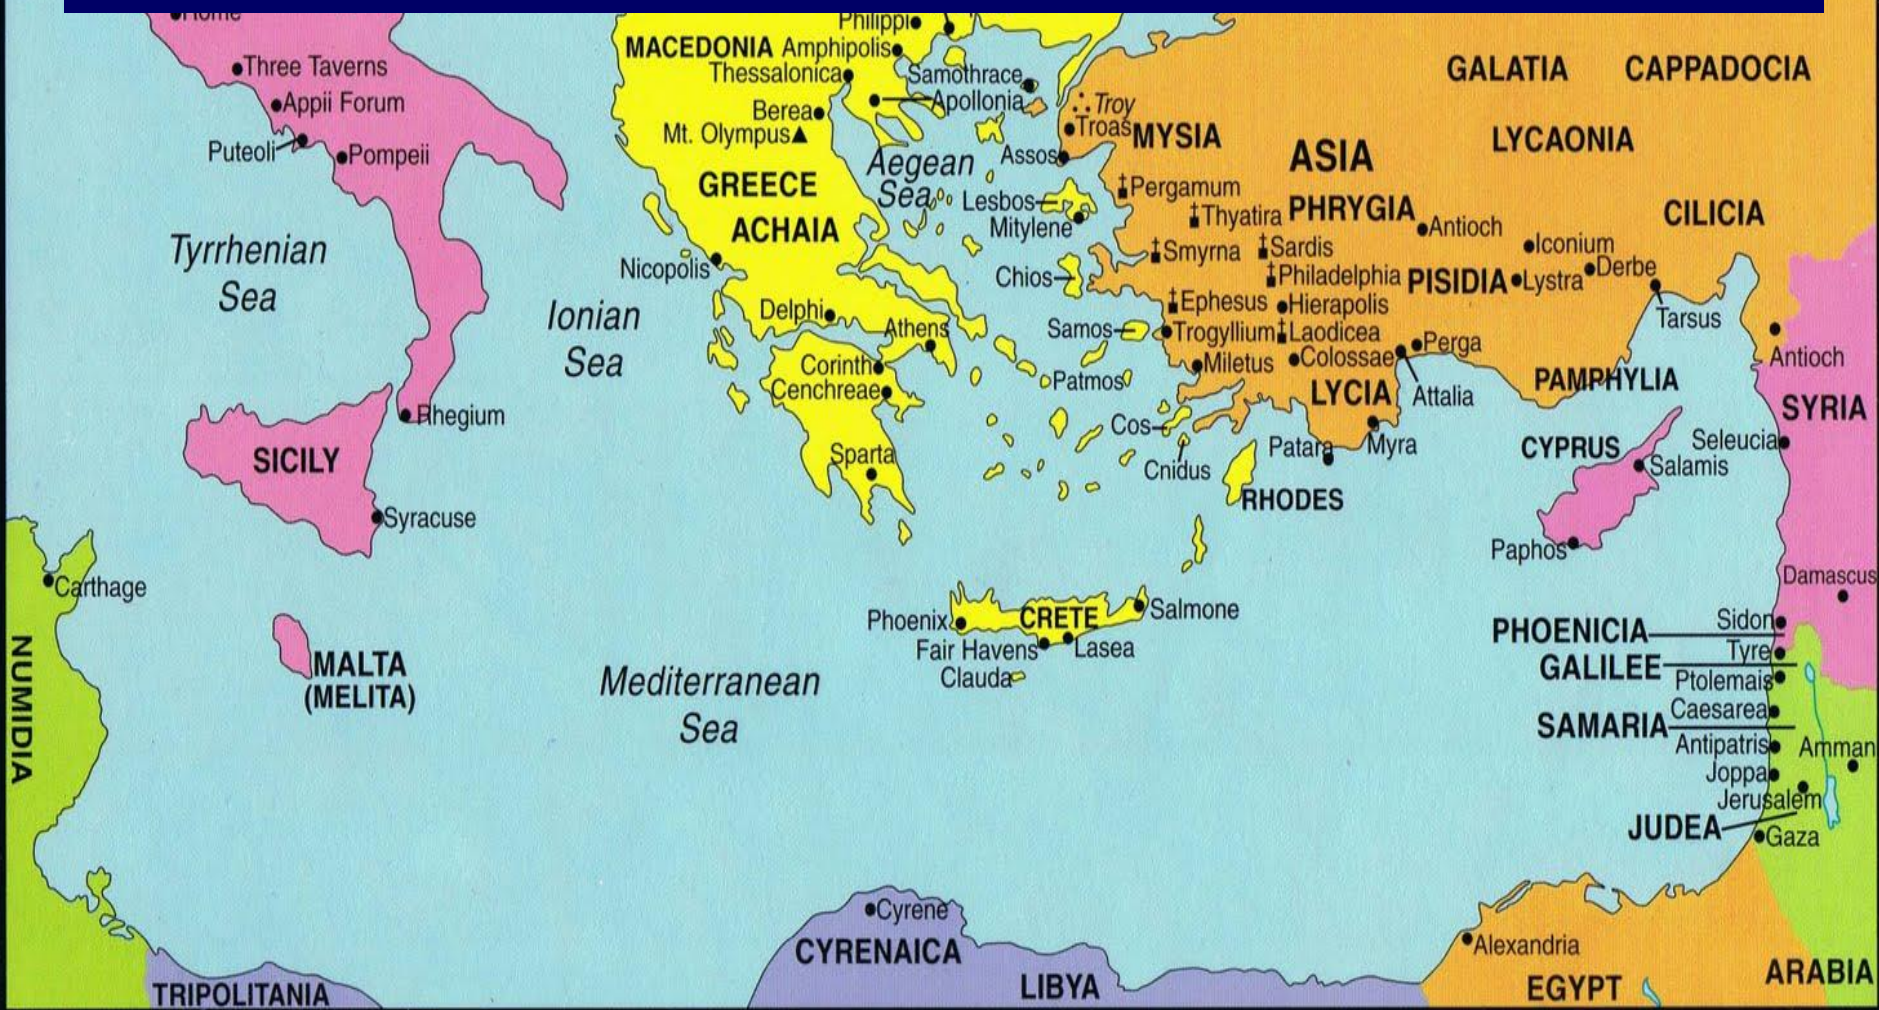 Rome
Three Taverns
Appii Forum
Puteoli
Pompeii
Tyrrhenian
Sea
Rhegium
SICILY
Syracuse
Carthage
NUMIDIA
MALTA
(MELITA)
TRIPOLITANIA
Ionian
Sea
Mediterranean
Sea
Philippi
MACEDONIA
Amphipolis
Thessalonica
Samothrace
Apollonia
Berea
Mt. Olympus
Aegean
Sea
GREECE
ACHAIA
Nicopolis
Delphi
Athens
Corinth
Cenchreae
Sparta
Lesbos
Mitylene
Chios
Samos
Patmos
Cos
Cnidus
RHODES
Phoenix
CRETE
Salmone
Fair Havens
Lasea
Clauda
Troy
Troas
MYSIA
Assos
Pergamum
Thyatira
Smyrna
Sardis
Philadelphia
Ephesus
Hierapolis
Trogyllium
Laodicea
Miletus
Colossae
ASIA
PHRYGIA
Antioch
PISIDIA
Perga
Attalia
LYCIA
Patara
Myra
GALATIA
CAPPADOCIA
LYCAONIA
CILICIA
Iconium
Lystra
Derbe
Tarsus
PAMPHYLIA
Antioch
SYRIA
CYPRUS
Seleucia
Salamis
Paphos
Damascus
PHOENICIA
Sidon
Tyre
GALILEE
Ptolemais
Caesarea
SAMARIA
Antipatris
Amman
Joppa
Jerusalem
JUDEA
Gaza
Cyrene
CYRENAICA
LIBYA
Alexandria
EGYPT
ARABIA